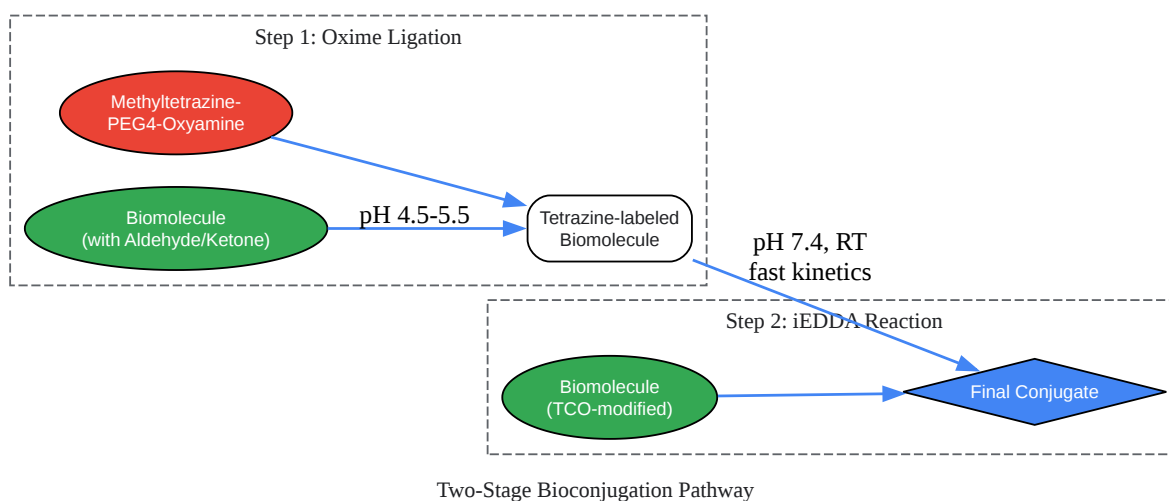 Step 1: Oxime Ligation
Methyltetrazine-
PEG4-Oxyamine
Biomolecule
(with Aldehyde/Ketone)
pH 4.5-5.5
Tetrazine-labeled
Biomolecule
pH 7.4, RT
fast kinetics
Step 2: iEDDA Reaction
Biomolecule
(TCO-modified)
Final Conjugate
Two-Stage Bioconjugation Pathway